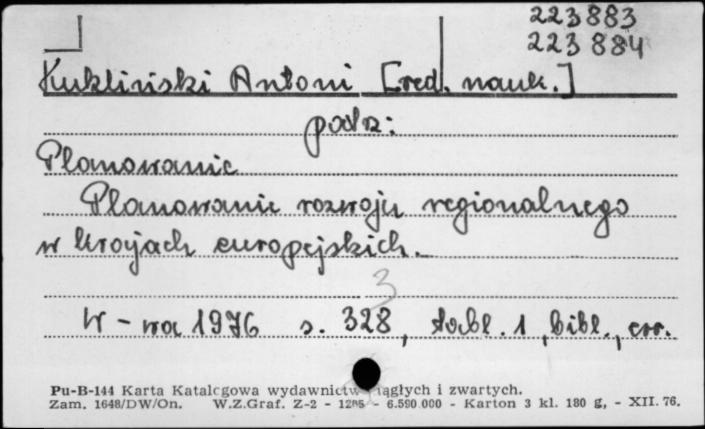 223883
223884
Kukliński Antoni [red. nauk.]
patrz:
Planowanie
Planowanie rozwoju regionalnego
w krajach europejskich.
3
W-wa 1976 s. 328, tabl. 1, bibl., err.
Pu-B-144 Karta Katalogowa wydawnictw ciągłych i zwartych.
Zam. 1648/DW/On. W.Z.Graf. Z-2 - 1285 - 6.590.000 - Karton 3 kl. 180 g, - XII. 76.